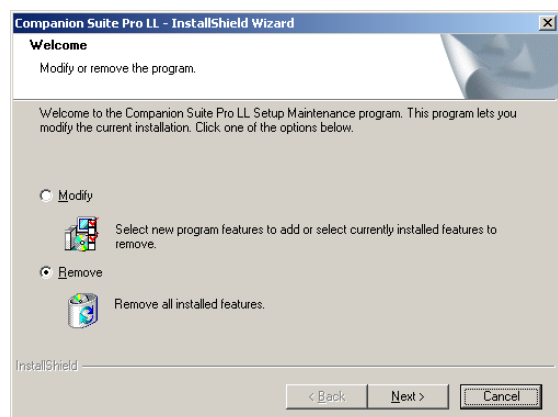 Companion Suite Pro LL - InstallShield Wizard
Welcome
Modify or remove the program.
Welcome to the Companion Suite Pro LL Setup Maintenance program. This program lets you
modify the current installation. Click one of the options below.
Modify
Select new program features to add or select currently installed features to
remove.
Remove
Remove all installed features.
InstallShield
< Back Next > Cancel